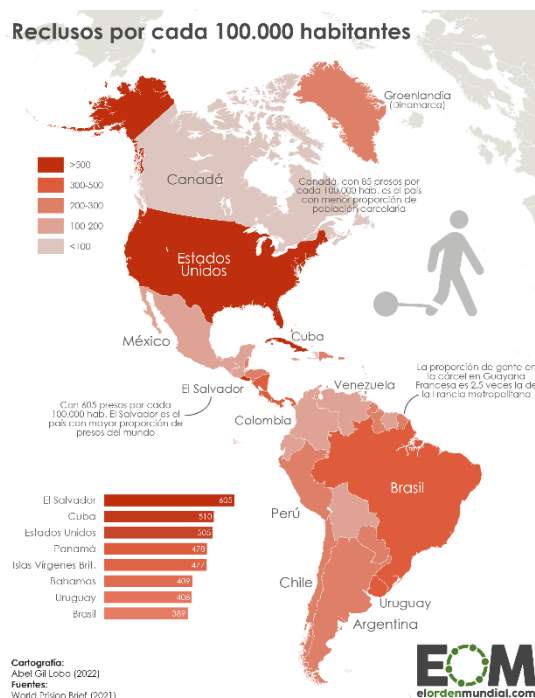 Reclusos por cada 100.000 habitantes
Groenlandia
(Dinamarca)
>500
300-500
200-300
100 200
<100
Canadá
Canadá, con 85 presos por
cada 100.000 hab. es el país
con menor proporción de
población carcelaria
Estados
Unidos
México
Cuba
El Salvador
Con 605 presos por cada
100.000 hab. El Salvador es el
país con mayor proporción de
presos del mundo
Venezuela
La proporción de gente en
la cárcel en Guayana
Francesa es 2,5 veces la de
la Francia metropolitana
Colombia
Brasil
Perú
Chile
Uruguay
Argentina
El Salvador 605
Cuba 510
Estados Unidos 505
Panamá 478
Islas Vírgenes Brit. 477
Bahamas 409
Uruguay 408
Brasil 389
Cartografía:
Abel Gil Lobo (2022)
Fuentes:
World Prision Brief (2021)
EOM
elordenmundial.com